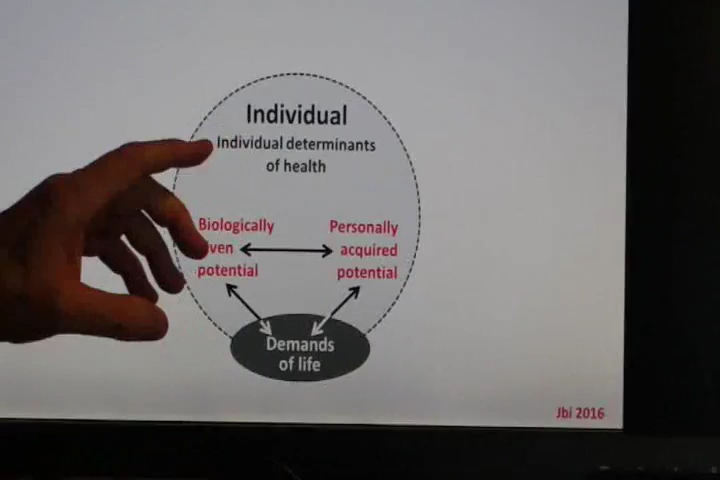 Individual
Individual determinants
of health
Biologically
ven
potential
Personally
acquired
potential
Demands
of life
Jbi 2016